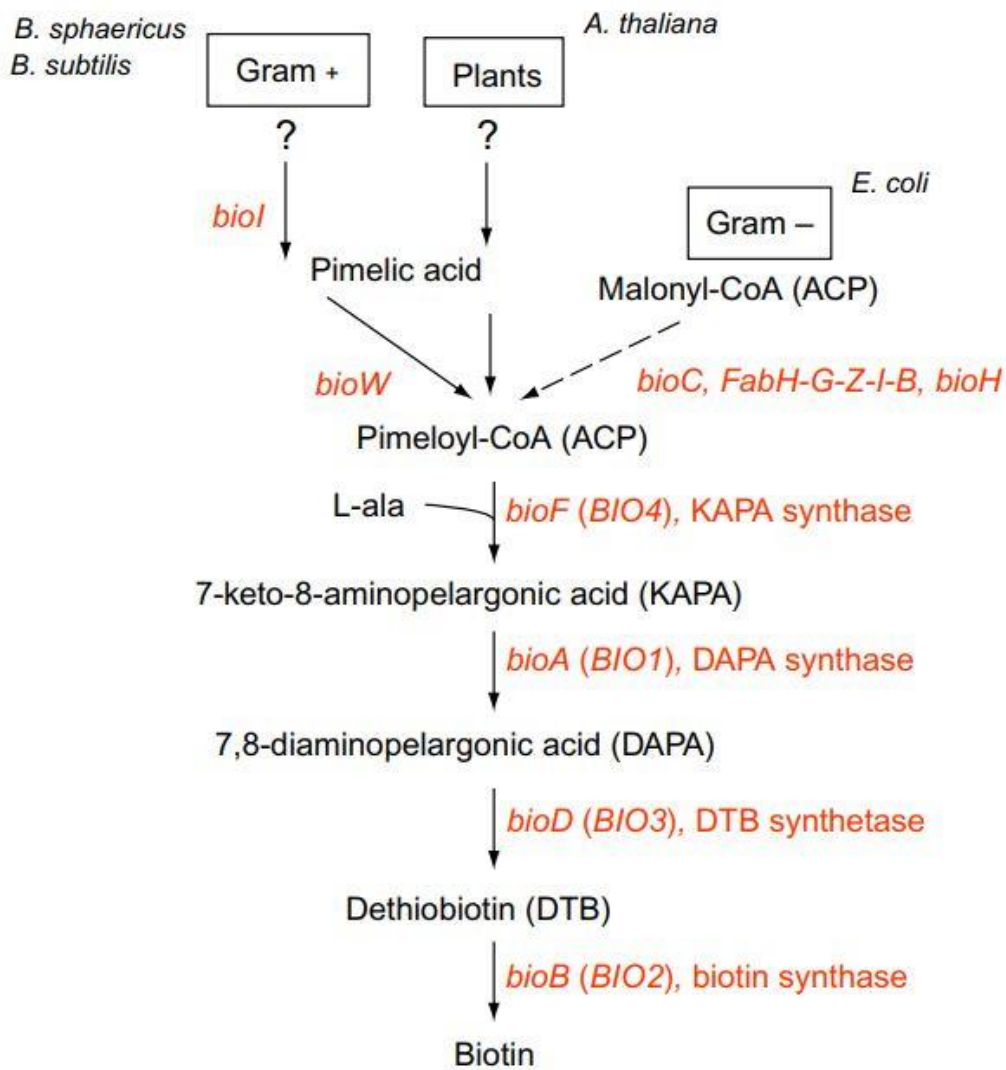 B. sphaericus
B. subtilis
Gram +
?
A. thaliana
Plants
?
E. coli
Gram –
bioI
Pimelic acid
Malonyl-CoA (ACP)
bioW
bioC, FabH-G-Z-I-B, bioH
Pimeloyl-CoA (ACP)
L-ala
bioF (BIO4), KAPA synthase
7-keto-8-aminopelargonic acid (KAPA)
bioA (BIO1), DAPA synthase
7,8-diaminopelargonic acid (DAPA)
bioD (BIO3), DTB synthetase
Dethiobiotin (DTB)
bioB (BIO2), biotin synthase
Biotin